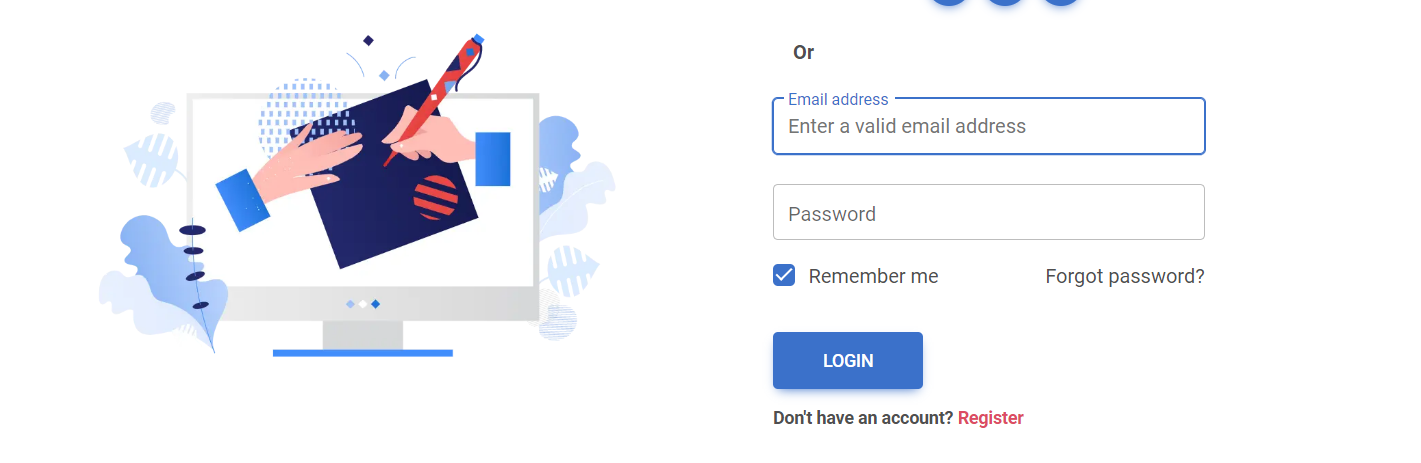 Or
Email address
Enter a valid email address
Password
Remember me
Forgot password?
LOGIN
Don't have an account? Register